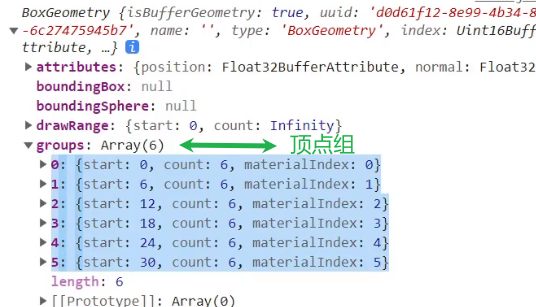 BoxGeometry {isBufferGeometry: true, uuid: 'd0d61f12-8e99-4b34-8
-6c27475945b7', name: '', type: 'BoxGeometry', index: Uint16Buff
ttribute, …} i
attributes: {position: Float32BufferAttribute, normal: Float32
boundingBox: null
boundingSphere: null
drawRange: {start: 0, count: Infinity}
groups: Array(6) 顶点组
0: {start: 0, count: 6, materialIndex: 0}
1: {start: 6, count: 6, materialIndex: 1}
2: {start: 12, count: 6, materialIndex: 2}
3: {start: 18, count: 6, materialIndex: 3}
4: {start: 24, count: 6, materialIndex: 4}
5: {start: 30, count: 6, materialIndex: 5}
length: 6
[[Prototype]]: Array(0)